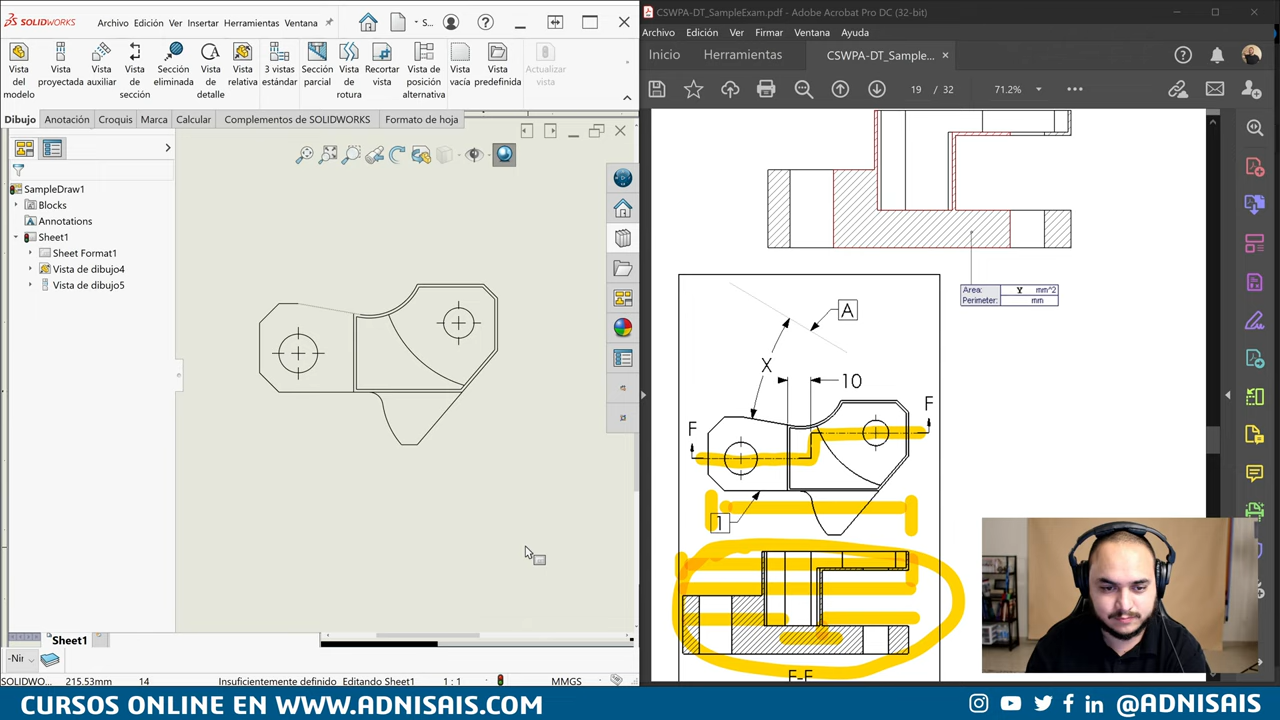 SOLIDWORKS
Archivo Edición Ver Insertar Herramientas Ventana
S...
Vista del modelo
Vista proyectada
Vista auxiliar
Vista de sección
Sección eliminada
Vista de detalle
Vista relativa
3 vistas estándar
Sección parcial
Vista de rotura
Recortar vista
Vista de posición alternativa
Vista vacía
Vista predefinida
Actualizar vista
Dibujo Anotación Croquis Marca Calcular Complementos de SOLIDWORKS Formato de hoja
SampleDraw1
Blocks
Annotations
Sheet1
Sheet Format1
Vista de dibujo4
Vista de dibujo5
Sheet1
-Nir
SOLIDWO... 215.53mm 14 Insuficientemente definido Editando Sheet1 1 : 1 MMGS
CSWPA-DT_SampleExam.pdf - Adobe Acrobat Pro DC (32-bit)
Archivo Edición Ver Firmar Ventana Ayuda
Inicio Herramientas CSWPA-DT_Sample...
19 / 32 71.2%
Area: Y mm^2
Perimeter: mm
A
X
10
F
F
1
F-F
CURSOS ONLINE EN WWW.ADNISAIS.COM
@ADNISAIS